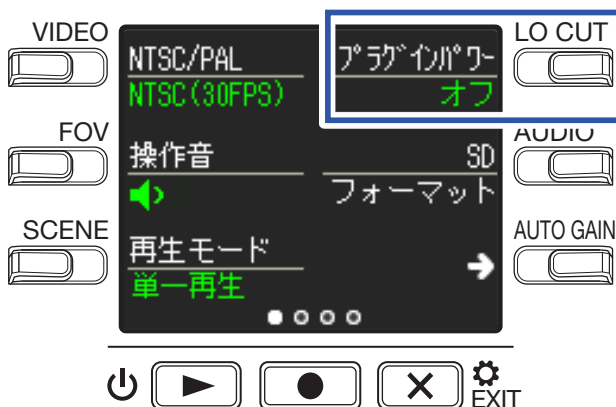 VIDEO
LO CUT
NTSC/PAL
プラグインパワー
NTSC(30FPS)
オフ
FOV
AUDIO
操作音
SD
フォーマット
SCENE
AUTO GAIN
再生モード
単一再生
EXIT